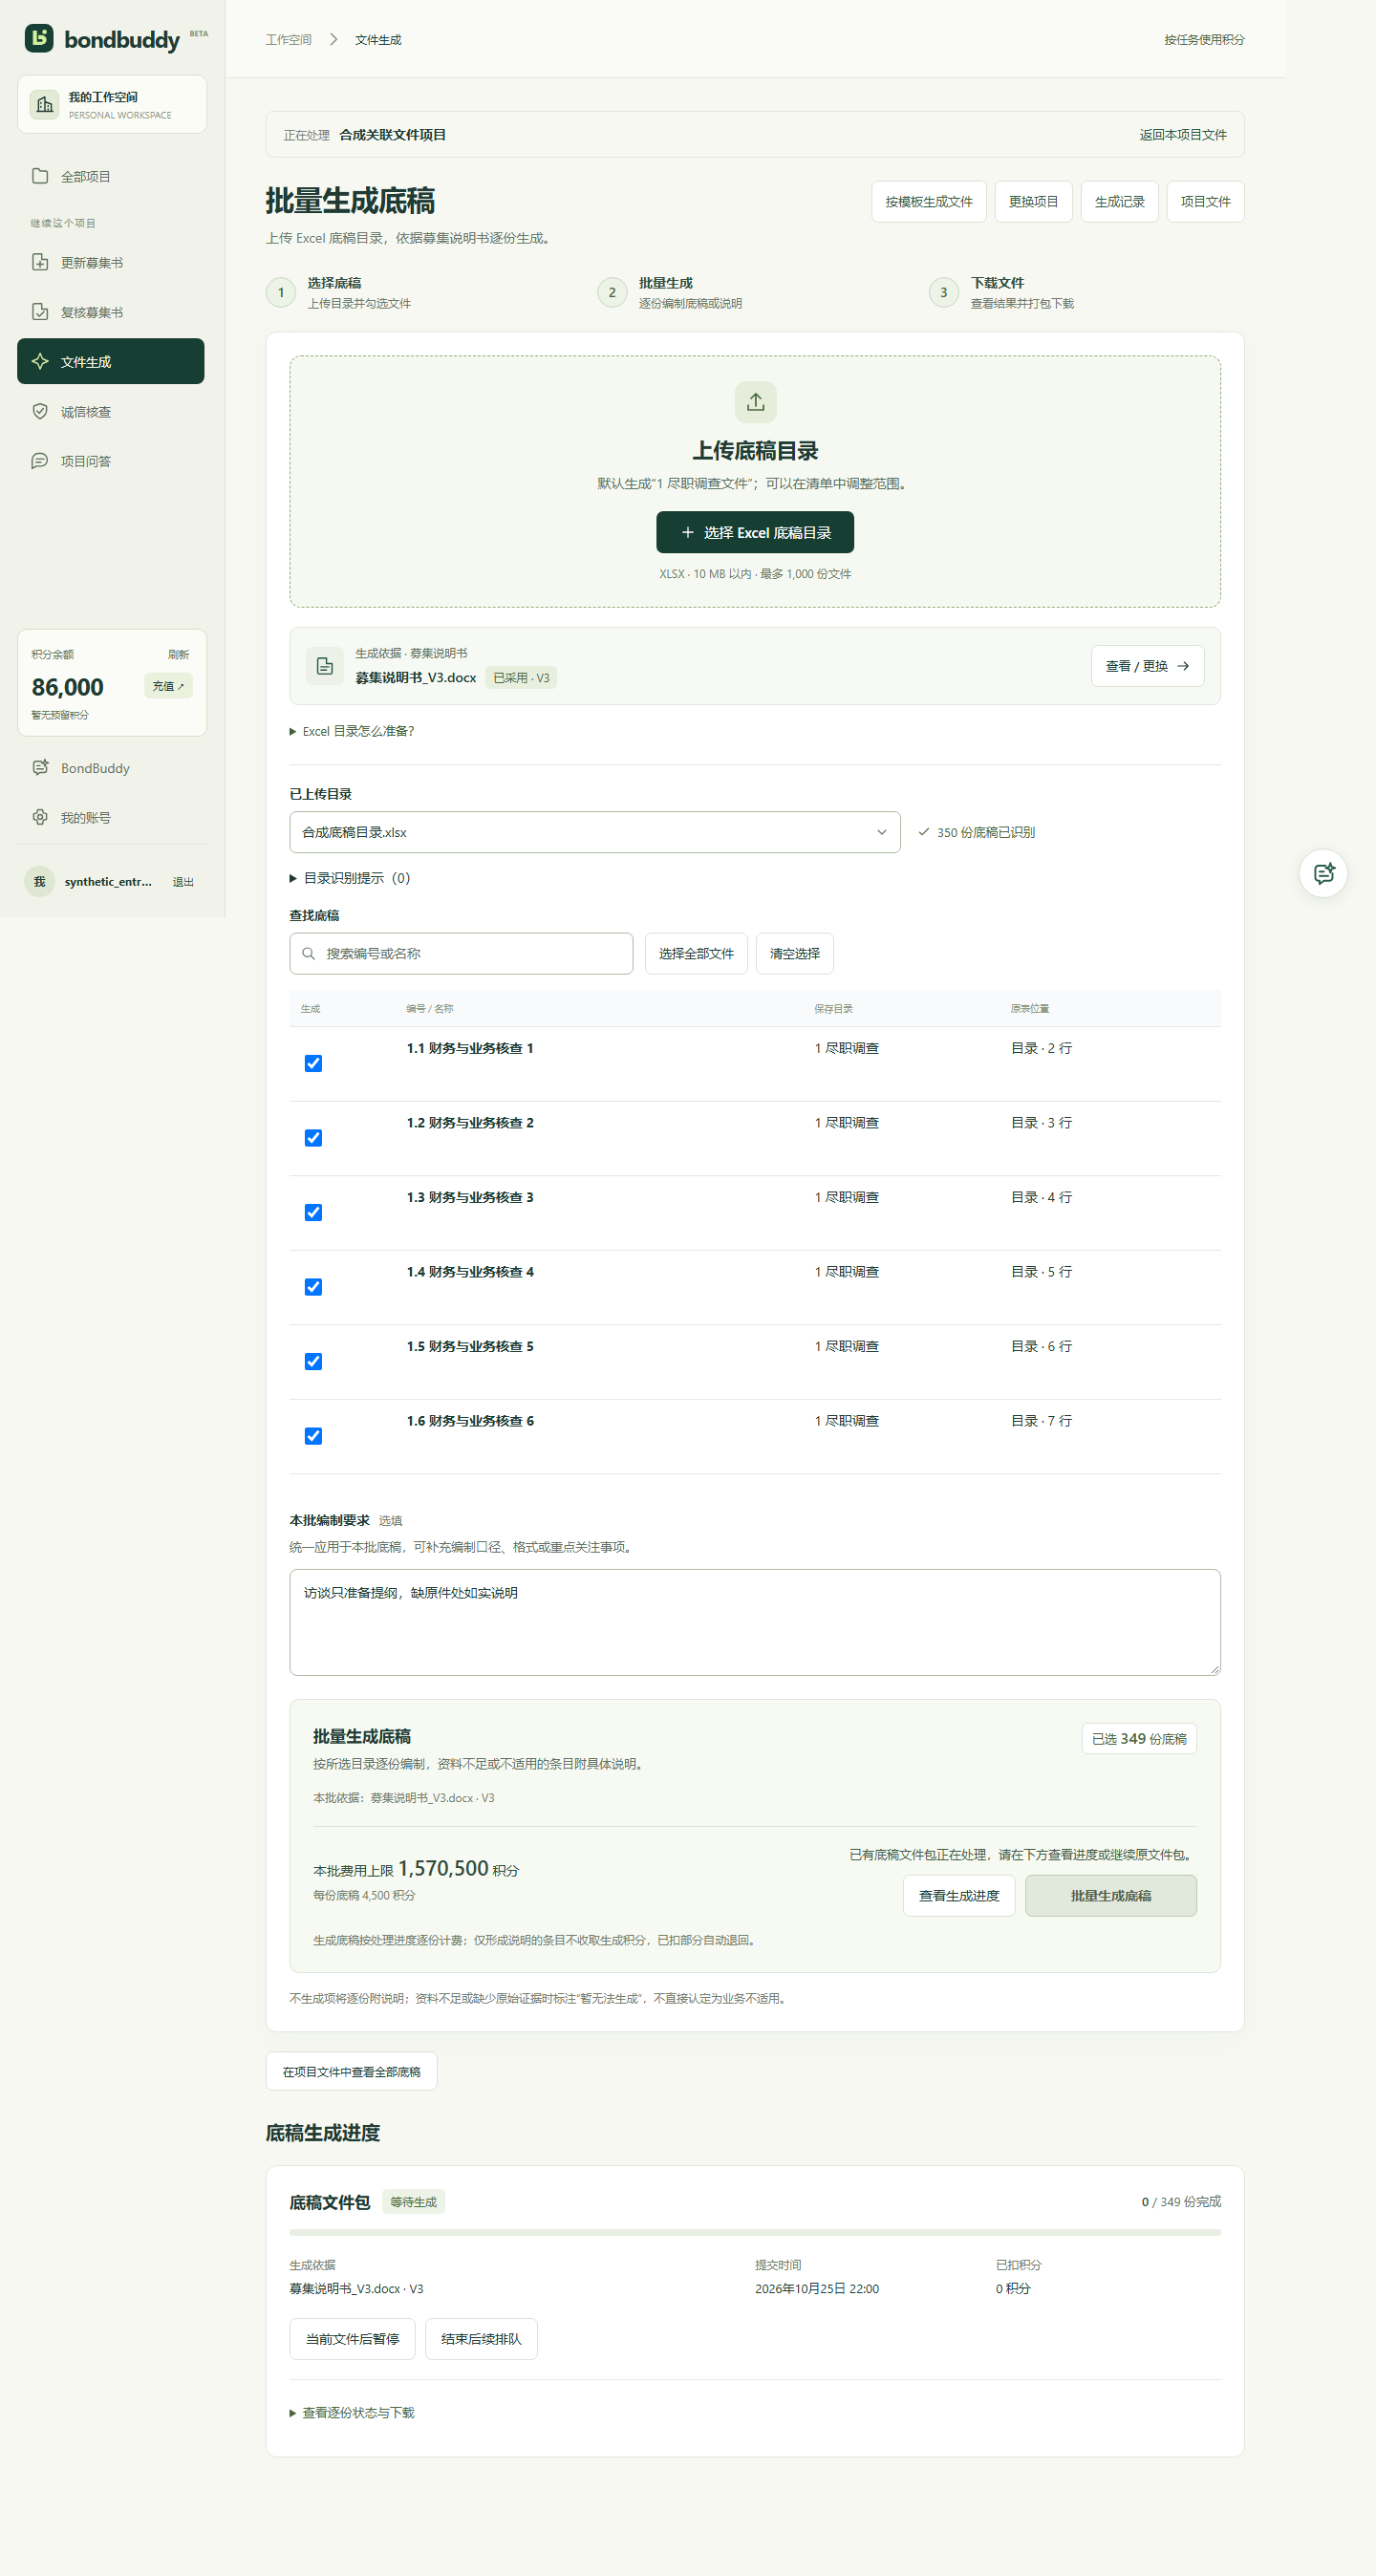 bondbuddy BETA
我的工作空间
PERSONAL WORKSPACE
全部项目
继续这个项目
更新募集书
复核募集书
文件生成
诚信核查
项目问答
积分余额 刷新
86,000 充值 ↗
暂无预留积分
BondBuddy
我的账号
我 synthetic_entr... 退出
工作空间 文件生成 按任务使用积分
正在处理 合成关联文件项目 返回本项目文件
批量生成底稿
按模板生成文件 更换项目 生成记录 项目文件
上传 Excel 底稿目录，依据募集说明书逐份生成。
1 选择底稿
上传目录并勾选文件
2 批量生成
逐份编制底稿或说明
3 下载文件
查看结果并打包下载
上传底稿目录
默认生成“1 尽职调查文件”；可以在清单中调整范围。
选择 Excel 底稿目录
XLSX · 10 MB 以内 · 最多 1,000 份文件
生成依据 · 募集说明书
募集说明书_V3.docx 已采用 · V3
查看 / 更换
Excel 目录怎么准备？
已上传目录
合成底稿目录.xlsx
350 份底稿已识别
目录识别提示（0）
查找底稿
搜索编号或名称 选择全部文件 清空选择
生成 编号 / 名称 保存目录 原表位置
1.1 财务与业务核查 1 1 尽职调查 目录 · 2 行
1.2 财务与业务核查 2 1 尽职调查 目录 · 3 行
1.3 财务与业务核查 3 1 尽职调查 目录 · 4 行
1.4 财务与业务核查 4 1 尽职调查 目录 · 5 行
1.5 财务与业务核查 5 1 尽职调查 目录 · 6 行
1.6 财务与业务核查 6 1 尽职调查 目录 · 7 行
本批编制要求 选填
统一应用于本批底稿，可补充编制口径、格式或重点关注事项。
访谈只准备提纲，缺原件处如实说明
批量生成底稿 已选 349 份底稿
按所选目录逐份编制，资料不足或不适用的条目附具体说明。
本批依据：募集说明书_V3.docx · V3
本批费用上限 1,570,500 积分
每份底稿 4,500 积分
已有底稿文件包正在处理，请在下方查看进度或继续原文件包。
查看生成进度 批量生成底稿
生成底稿按处理进度逐份计费；仅形成说明的条目不收取生成积分，已扣部分自动退回。
不生成项将逐份附说明；资料不足或缺少原始证据时标注“暂无法生成”，不直接认定为业务不适用。
在项目文件中查看全部底稿
底稿生成进度
底稿文件包 等待生成 0 / 349 份完成
生成依据 提交时间 已扣积分
募集说明书_V3.docx · V3 2026年10月25日 22:00 0 积分
当前文件后暂停 结束后续排队
查看逐份状态与下载